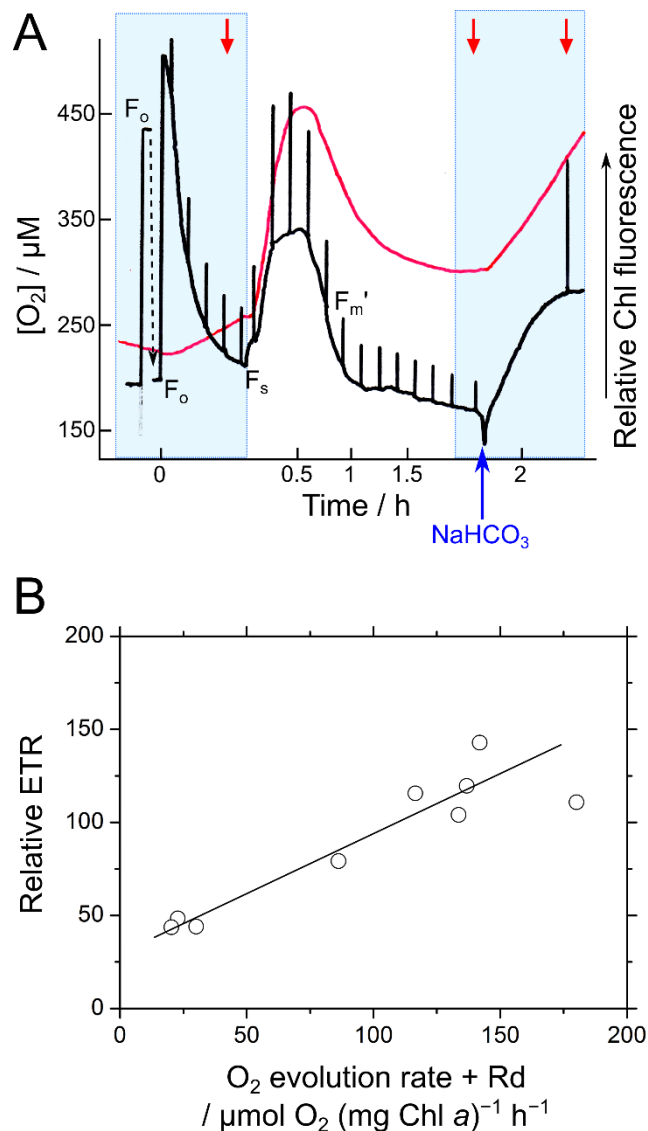 A
450
350
250
150
[O₂] / µM
Fₒ
Fₒ
Fₛ
Fₘ'
Relative Chl fluorescence
0
0.5
1
1.5
2
Time / h
NaHCO₃
B
200
150
100
50
0
Relative ETR
0
50
100
150
200
O₂ evolution rate + Rd
/ µmol O₂ (mg Chl a)⁻¹ h⁻¹